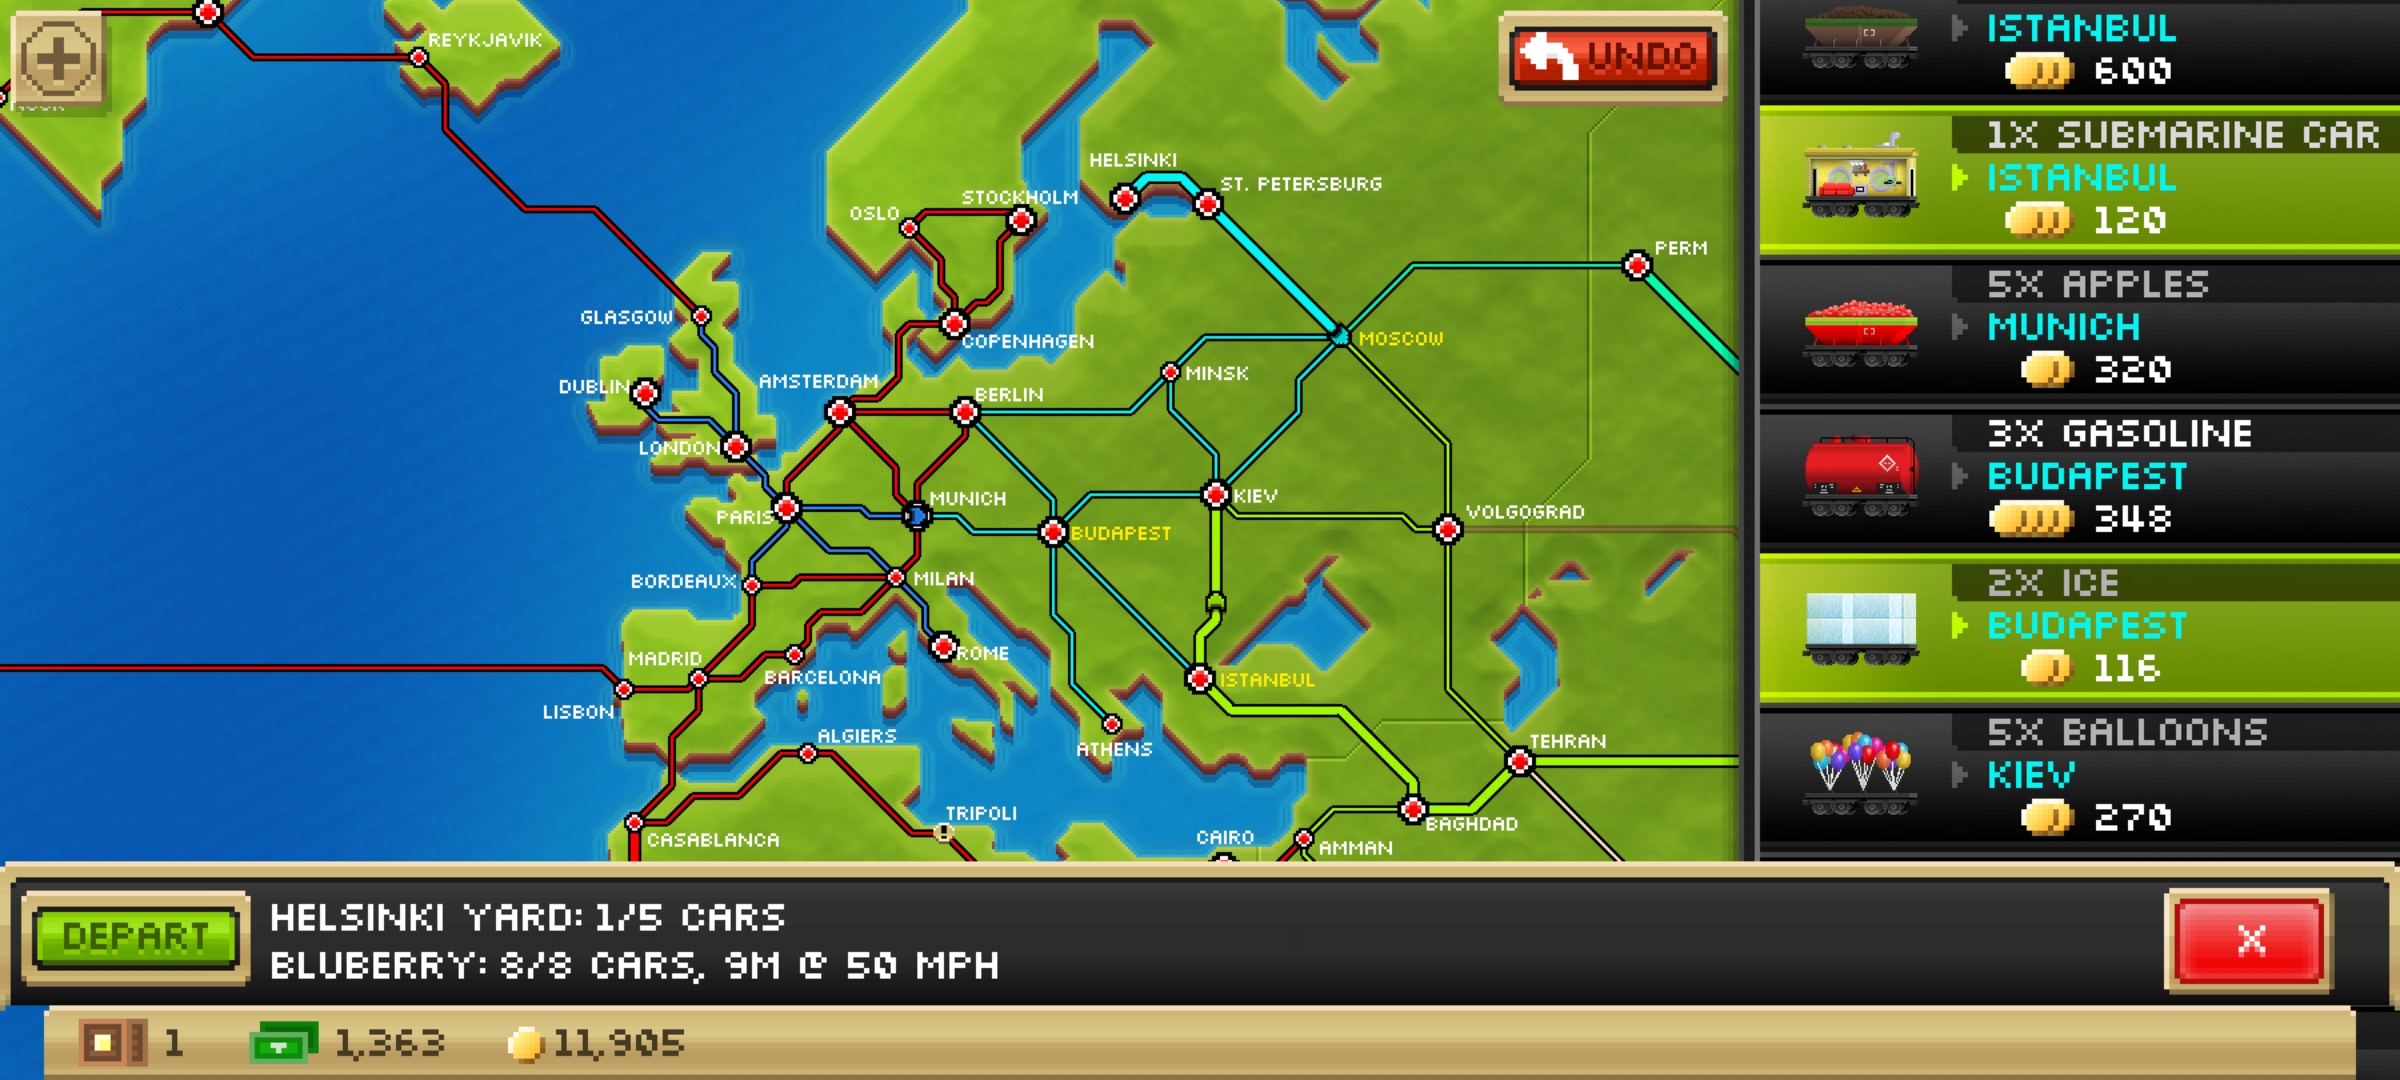 REYKJAVIK
UNDO
HELSINKI
ST. PETERSBURG
STOCKHOLM
OSLO
PERM
GLASGOW
COPENHAGEN
MOSCOW
MINSK
DUBLIN
AMSTERDAM
BERLIN
LONDON
MUNICH
KIEV
PARIS
VOLGOGRAD
BUDAPEST
BORDEAUX
MILAN
MADRID
ROME
BARCELONA
ISTANBUL
LISBON
ALGIERS
ATHENS
TEHRAN
TRIPOLI
CASABLANCA
CAIRO
AMMAN
BAGHDAD
ISTANBUL
600
1X SUBMARINE CAR
ISTANBUL
120
5X APPLES
MUNICH
320
3X GASOLINE
BUDAPEST
348
2X ICE
BUDAPEST
116
5X BALLOONS
KIEV
270
DEPART
HELSINKI YARD: 1/5 CARS
BLUBERRY: 8/8 CARS, 9M @ 50 MPH
X
1
1,363
11,905